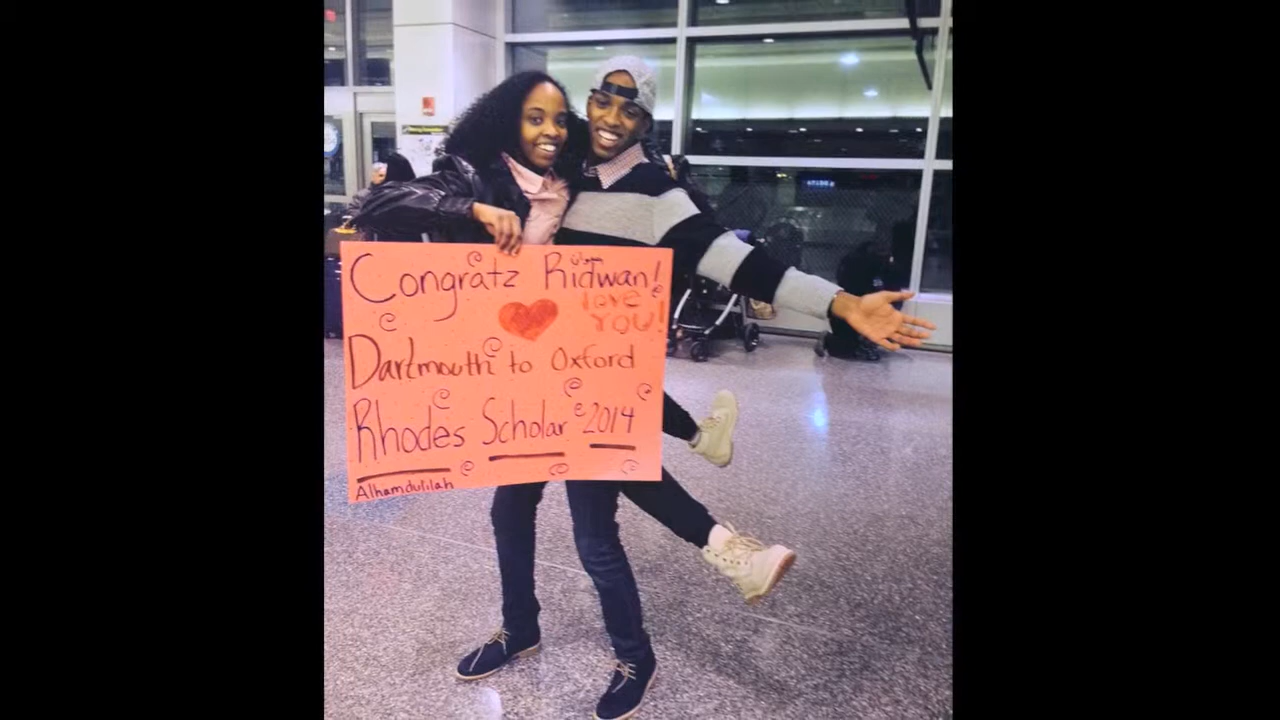 Congratz Ridwan!
love
YOU!
Dartmouth to Oxford
Rhodes Scholar 2014
Alhamdulilah